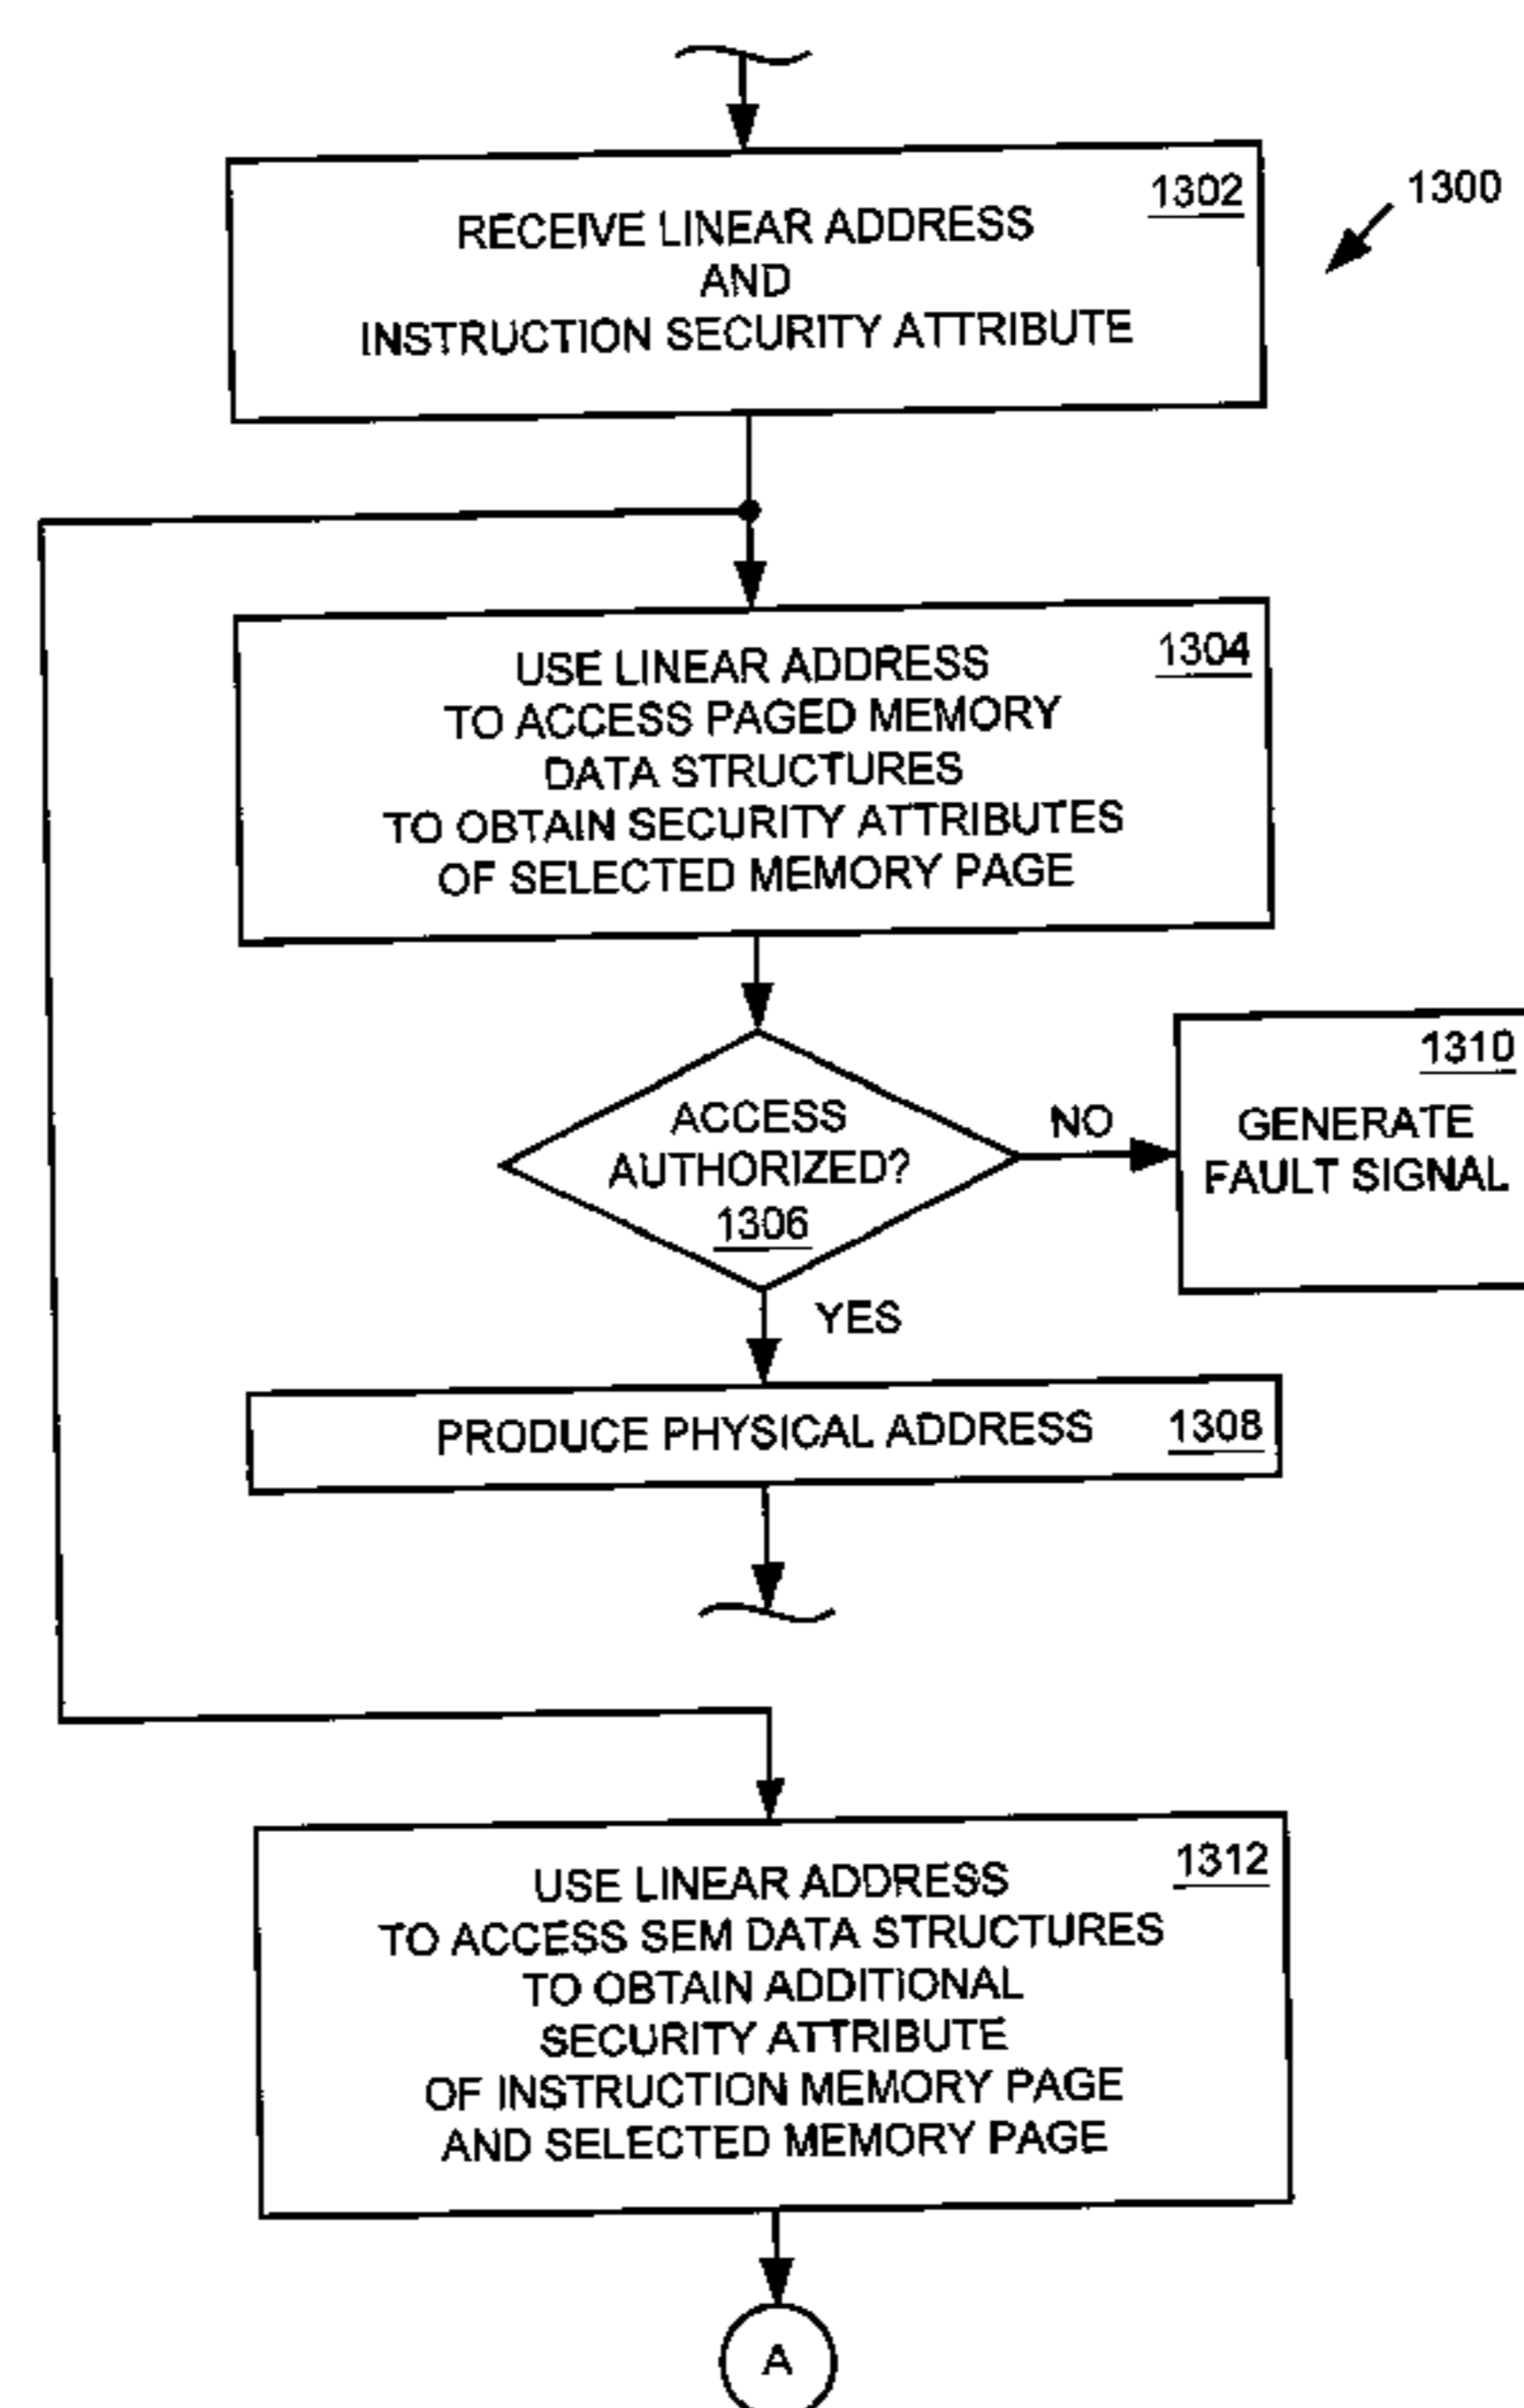 1302
RECEIVE LINEAR ADDRESS
AND
INSTRUCTION SECURITY ATTRIBUTE
1300
1304
USE LINEAR ADDRESS
TO ACCESS PAGED MEMORY
DATA STRUCTURES
TO OBTAIN SECURITY ATTRIBUTES
OF SELECTED MEMORY PAGE
ACCESS
AUTHORIZED?
1306
NO
1310
GENERATE
FAULT SIGNAL
YES
PRODUCE PHYSICAL ADDRESS 1308
1312
USE LINEAR ADDRESS
TO ACCESS SEM DATA STRUCTURES
TO OBTAIN ADDITIONAL
SECURITY ATTRIBUTE
OF INSTRUCTION MEMORY PAGE
AND SELECTED MEMORY PAGE
A